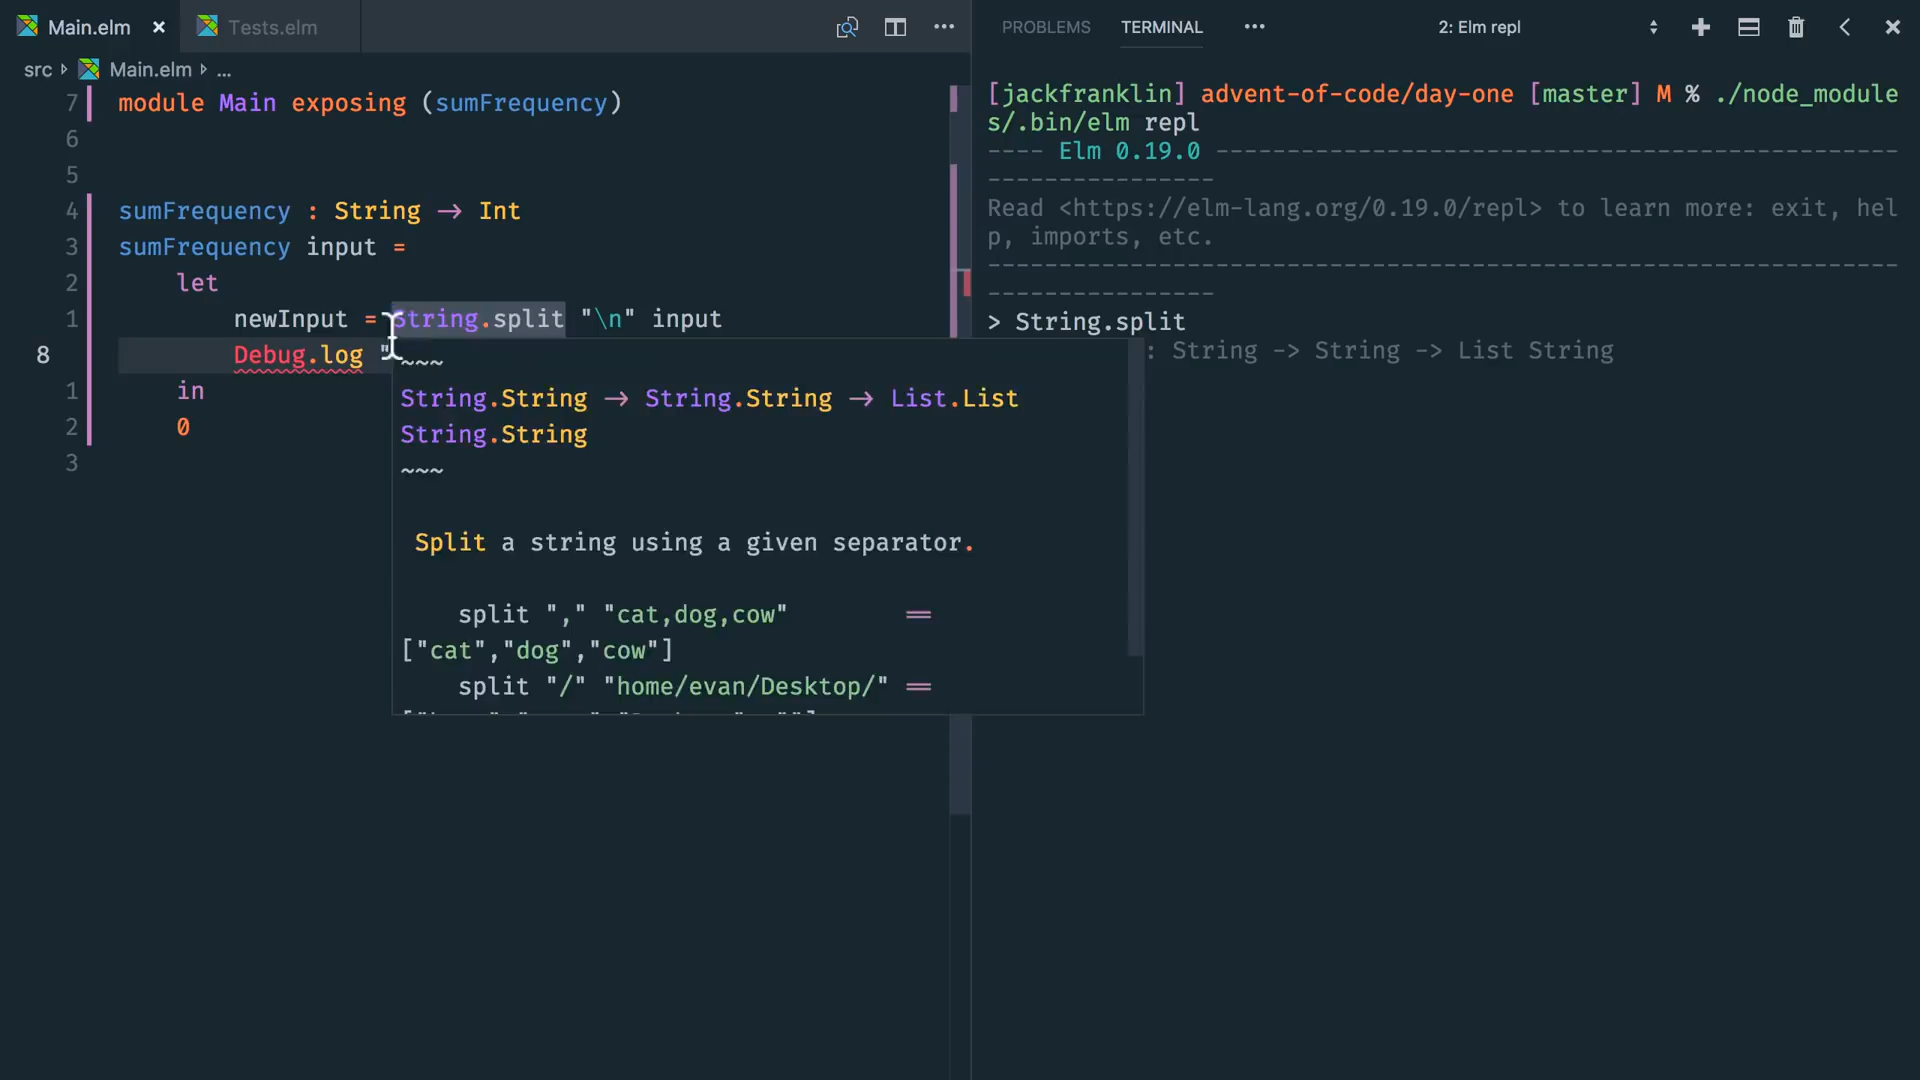 Main.elm × Tests.elm ...
src Main.elm ...
7 module Main exposing (sumFrequency)
6
5
4 sumFrequency : String → Int
3 sumFrequency input =
2 let
1 newInput = String.split "\n" input
8 Debug.log "
1 in
2 0
3
~~~
String.String → String.String → List.List
String.String
~~~
Split a string using a given separator.
split "," "cat,dog,cow" ==
["cat","dog","cow"]
split "/" "home/evan/Desktop/" ==
PROBLEMS TERMINAL ... 2: Elm repl
[jackfranklin] advent-of-code/day-one [master] M % ./node_module
s/.bin/elm repl
---- Elm 0.19.0 ------------------------------------------------
----------------
Read <https://elm-lang.org/0.19.0/repl> to learn more: exit, hel
p, imports, etc.
----------------------------------------------------------------
----------------
> String.split
: String -> String -> List String